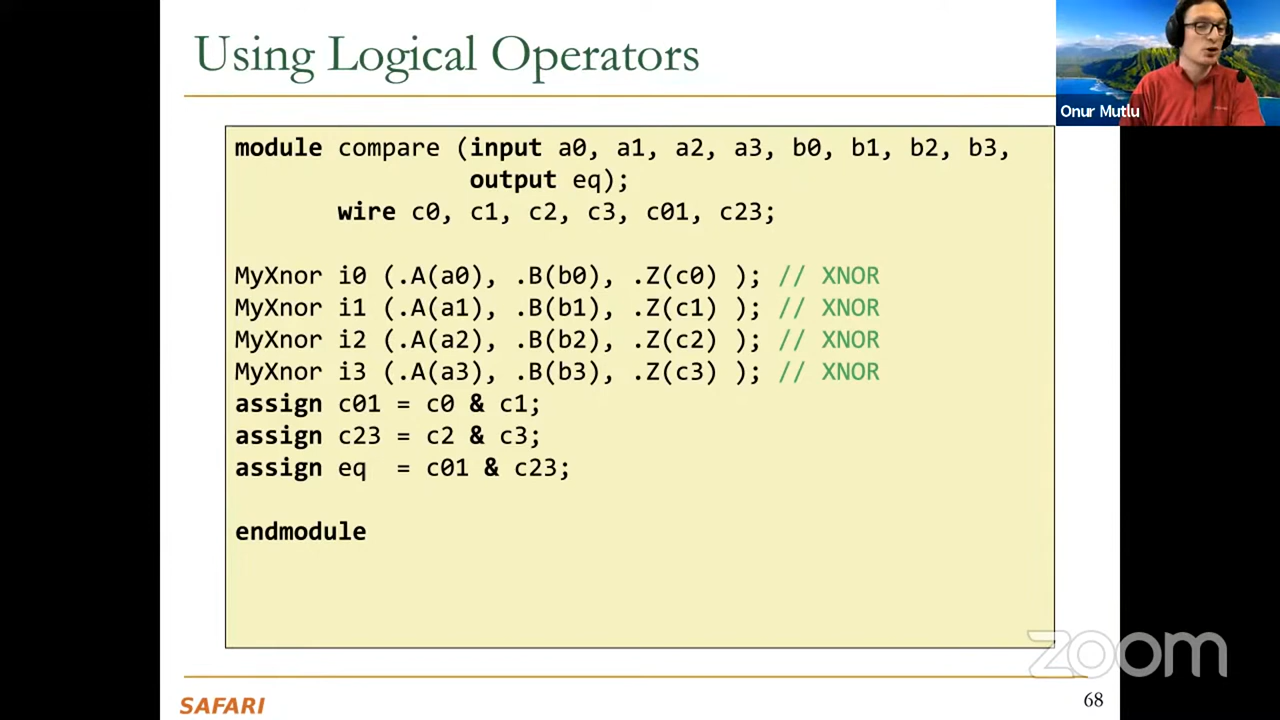 Using Logical Operators
Onur Mutlu
module compare (input a0, a1, a2, a3, b0, b1, b2, b3,
output eq);
wire c0, c1, c2, c3, c01, c23;
MyXnor i0 (.A(a0), .B(b0), .Z(c0) ); // XNOR
MyXnor i1 (.A(a1), .B(b1), .Z(c1) ); // XNOR
MyXnor i2 (.A(a2), .B(b2), .Z(c2) ); // XNOR
MyXnor i3 (.A(a3), .B(b3), .Z(c3) ); // XNOR
assign c01 = c0 & c1;
assign c23 = c2 & c3;
assign eq  = c01 & c23;
endmodule
zoom
SAFARI
68